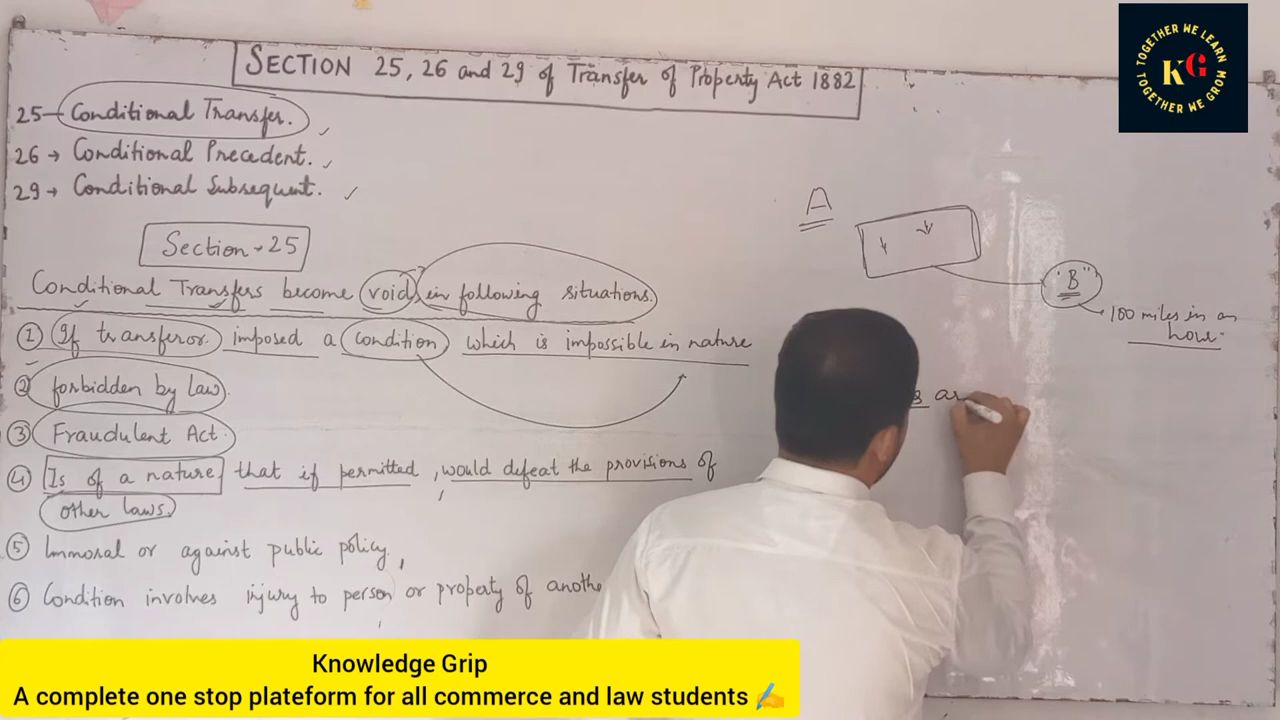 SECTION 25, 26 and 29 of Transfer of Property Act 1882
25- Conditional Transfer.
26 → Conditional Precedent.
29 → Conditional Subsequent.
Section - 25
Conditional Transfers become void in following situations.
① If transferor imposed a condition which is impossible in nature
② forbidden by law.
③ Fraudulent Act.
④ Is of a nature that if permitted, would defeat the provisions of
other laws.
⑤ Immoral or against public policy,
⑥ Condition involves injury to person or property of anothe
A
"B"
100 miles in an
hour.
TOGETHER WE LEARN
KG
TOGETHER WE GROW
Knowledge Grip
A complete one stop plateform for all commerce and law students ✍️